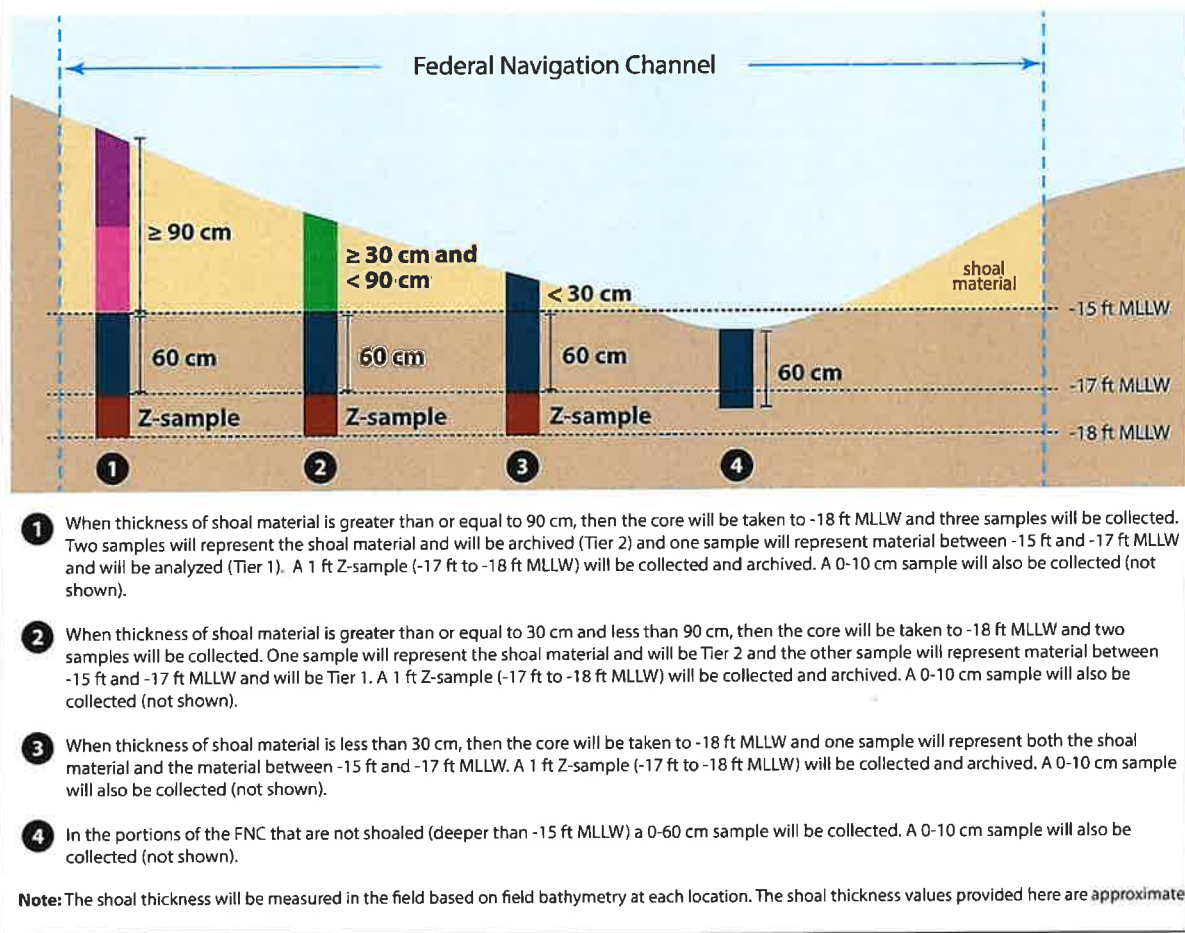 Federal Navigation Channel
≥ 90 cm
≥ 30 cm and
< 90 cm
< 30 cm
shoal
material
-15 ft MLLW
60 cm
60 cm
60 cm
60 cm
-17 ft MLLW
Z-sample
Z-sample
Z-sample
-18 ft MLLW
1
2
3
4
1 When thickness of shoal material is greater than or equal to 90 cm, then the core will be taken to -18 ft MLLW and three samples will be collected.
Two samples will represent the shoal material and will be archived (Tier 2) and one sample will represent material between -15 ft and -17 ft MLLW
and will be analyzed (Tier 1). A 1 ft Z-sample (-17 ft to -18 ft MLLW) will be collected and archived. A 0-10 cm sample will also be collected (not
shown).
2 When thickness of shoal material is greater than or equal to 30 cm and less than 90 cm, then the core will be taken to -18 ft MLLW and two
samples will be collected. One sample will represent the shoal material and will be Tier 2 and the other sample will represent material between
-15 ft and -17 ft MLLW and will be Tier 1. A 1 ft Z-sample (-17 ft to -18 ft MLLW) will be collected and archived. A 0-10 cm sample will also be
collected (not shown).
3 When thickness of shoal material is less than 30 cm, then the core will be taken to -18 ft MLLW and one sample will represent both the shoal
material and the material between -15 ft and -17 ft MLLW. A 1 ft Z-sample (-17 ft to -18 ft MLLW) will be collected and archived. A 0-10 cm sample
will also be collected (not shown).
4 In the portions of the FNC that are not shoaled (deeper than -15 ft MLLW) a 0-60 cm sample will be collected. A 0-10 cm sample will also be
collected (not shown).
Note: The shoal thickness will be measured in the field based on field bathymetry at each location. The shoal thickness values provided here are approximate